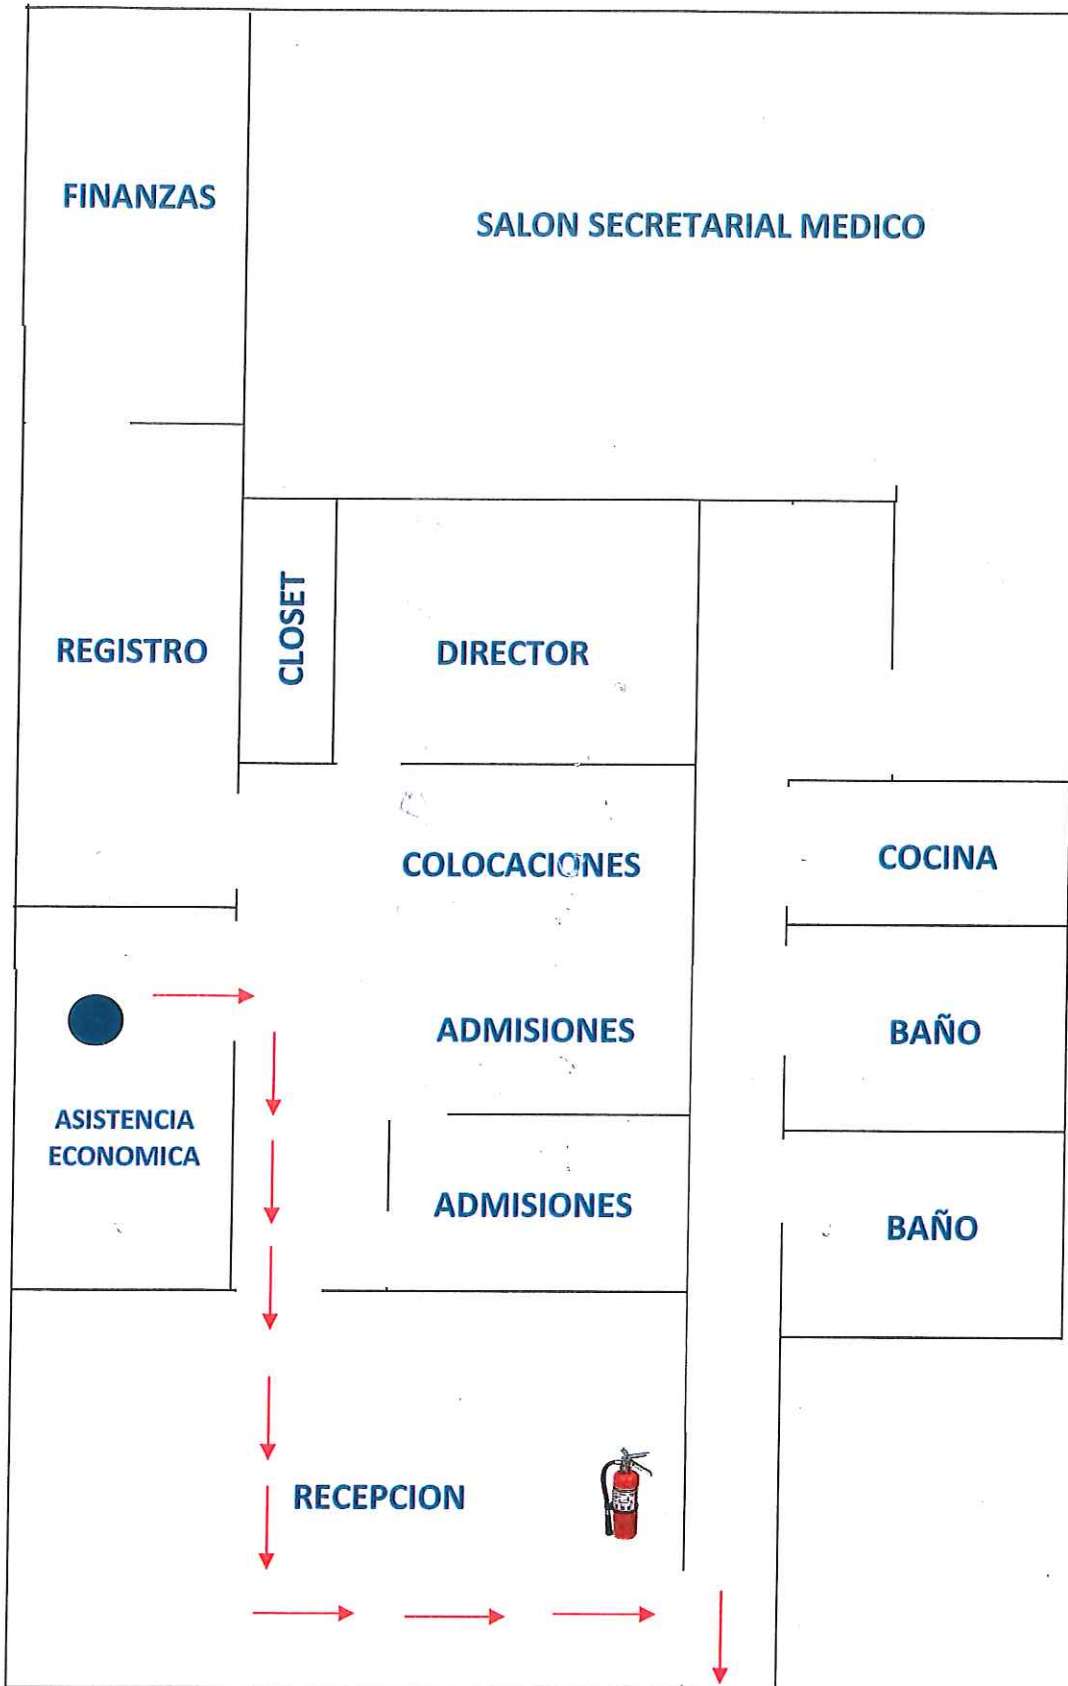 FINANZAS
SALON SECRETARIAL MEDICO
REGISTRO
CLOSET
DIRECTOR
COLOCACIONES
COCINA
ADMISIONES
BAÑO
ASISTENCIA
ECONOMICA
ADMISIONES
BAÑO
RECEPCION